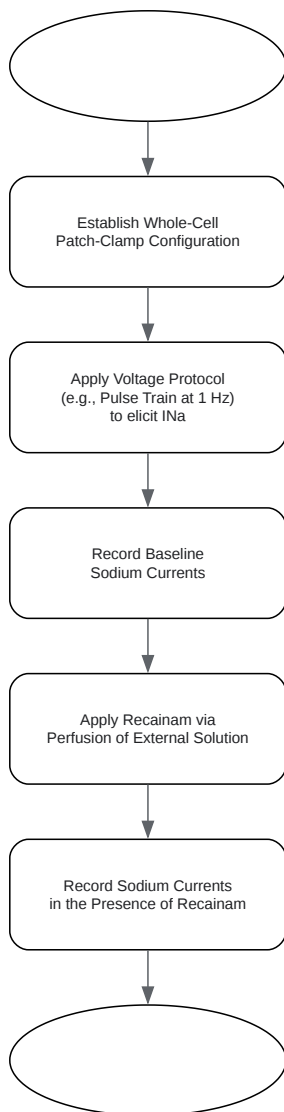 Establish Whole-Cell
Patch-Clamp Configuration
Apply Voltage Protocol
(e.g., Pulse Train at 1 Hz)
to elicit INa
Record Baseline
Sodium Currents
Apply Recainam via
Perfusion of External Solution
Record Sodium Currents
in the Presence of Recainam